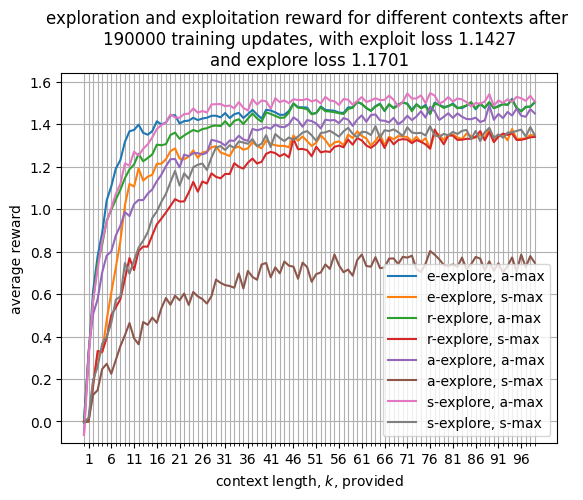 exploration and exploitation reward for different contexts after
190000 training updates, with exploit loss 1.1427
and explore loss 1.1701
1.6
1.4
1.2
1.0
0.8
0.6
0.4
0.2
0.0
average reward
e-explore, a-max
e-explore, s-max
r-explore, a-max
r-explore, s-max
a-explore, a-max
a-explore, s-max
s-explore, a-max
s-explore, s-max
1 6 11 16 21 26 31 36 41 46 51 56 61 66 71 76 81 86 91 96
context length, k, provided